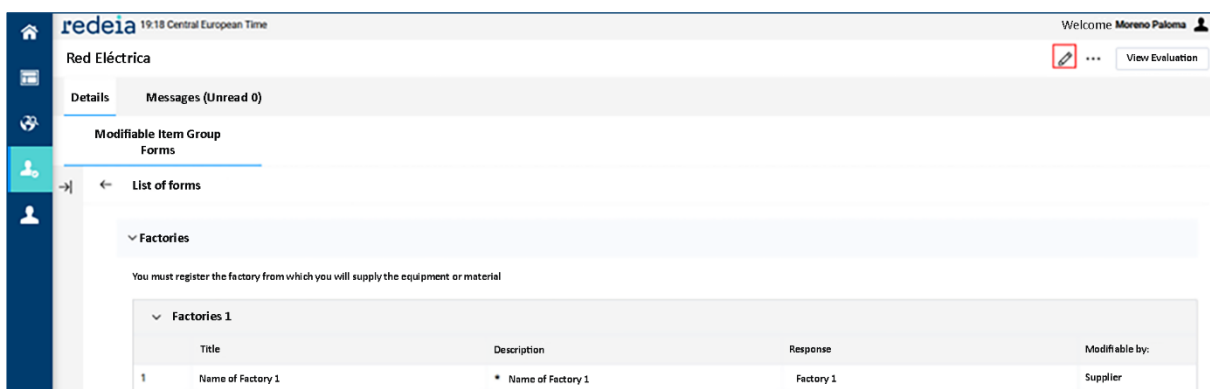 redeia 19:18 Central European Time
Welcome Moreno Paloma
Red Eléctrica
... View Evaluation
Details Messages (Unread 0)
Modifiable Item Group
Forms
List of forms
Factories
You must register the factory from which you will supply the equipment or material
Factories 1
Title Description Response Modifiable by:
1 Name of Factory 1 * Name of Factory 1 Factory 1 Supplier